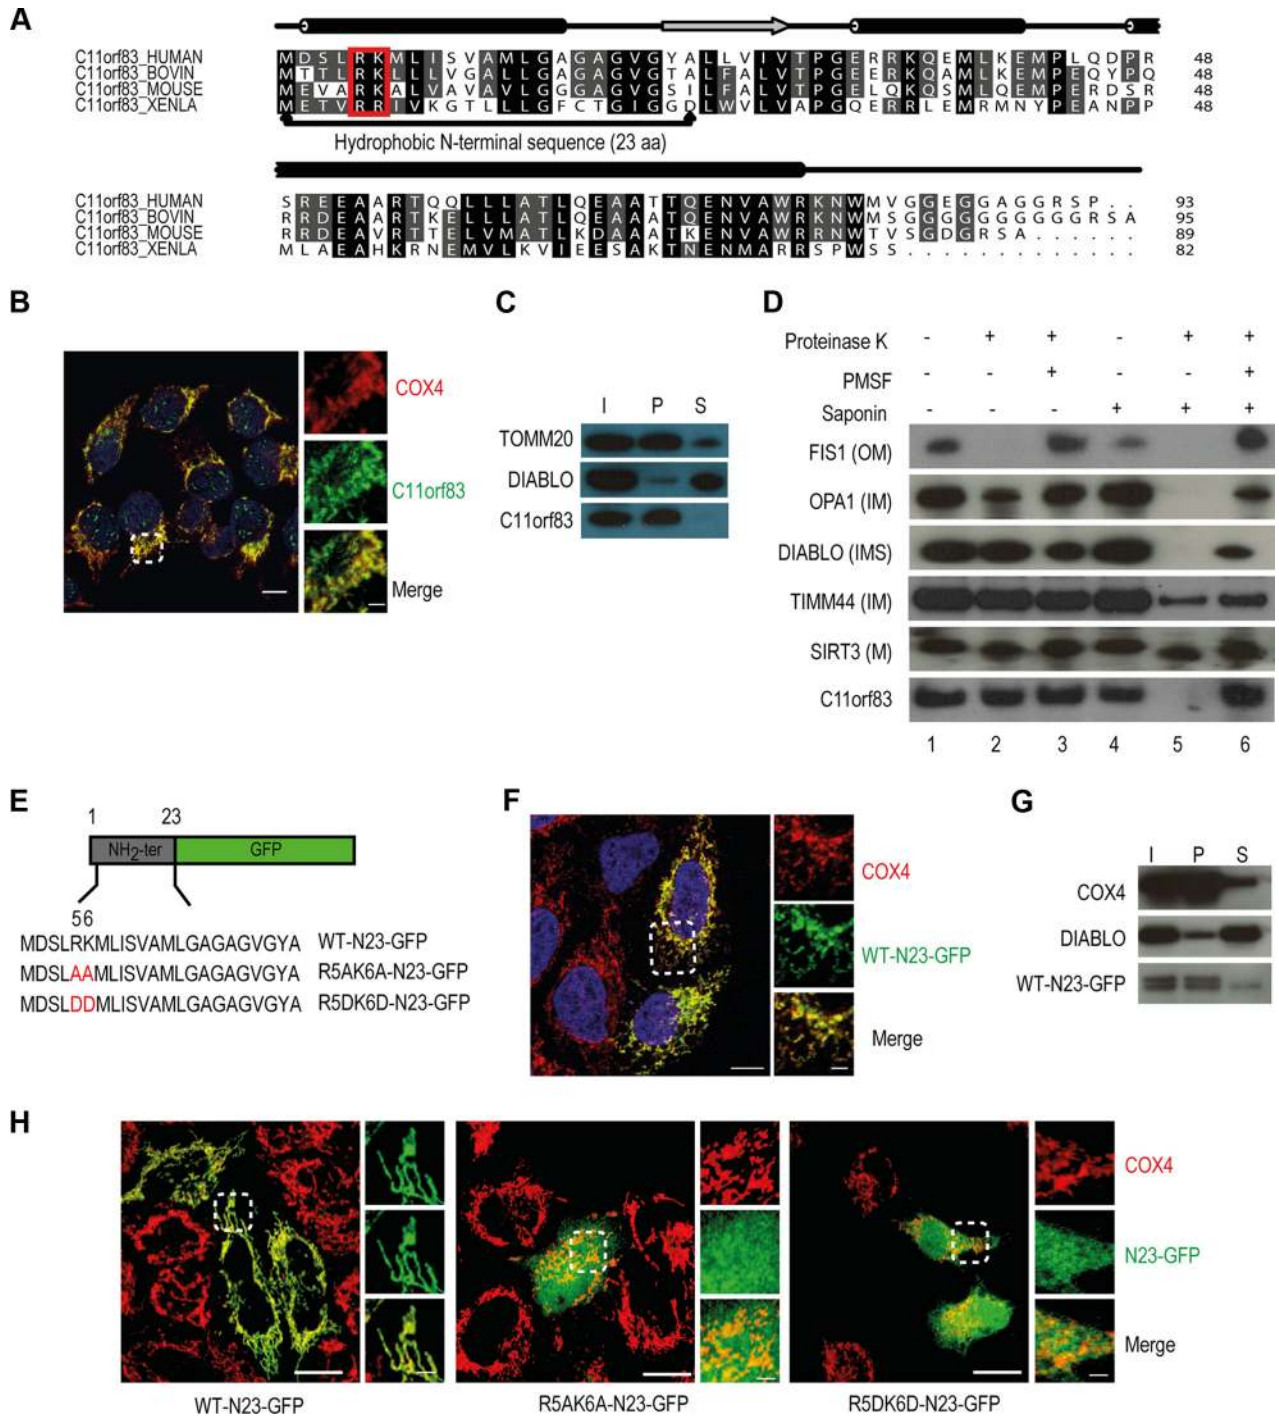 A
C11orf83_HUMAN MDSLRKMLISVAMLGAGAGVGYALLVIVTPGERRKQEMLKEMPLQDPR 48
C11orf83_BOVIN MTTLRKLLLVGALLGAGAGVGTALFALVTPGEERKQAMLKEMPEQYPQ 48
C11orf83_MOUSE MEVARKALVAVAVLGGGAGVGSILFALVTPGELQKQSMLQEMPERDSR 48
C11orf83_XENLA METVRRIVKGTLLLGFCTGIGGDLWVLVAPGQERRLEMRMNYPEANPP 48
Hydrophobic N-terminal sequence (23 aa)
C11orf83_HUMAN SREEAARTQQLLLATLQEAATTQENVAWRKNWMVGGEGGAGGRSP.. 93
C11orf83_BOVIN RRDEAARTKELLLATLQEAAATQENVAWRKNWMSGGGGGGGGGGRSA 95
C11orf83_MOUSE RRDEAVRTTELVMATLKDAAATKENVAWRRNWTVSGDGRSA...... 89
C11orf83_XENLA MLAEAHKRNEMVLKVIEESAKTNENMARRSPWSS............. 82
B
COX4
C11orf83
Merge
C
I P S
TOMM20
DIABLO
C11orf83
D
Proteinase K - + + - + +
PMSF - - + - - +
Saponin - - - + + +
FIS1 (OM)
OPA1 (IM)
DIABLO (IMS)
TIMM44 (IM)
SIRT3 (M)
C11orf83
1 2 3 4 5 6
E
1 23
NH2-ter GFP
56
MDSLRKMLISVAMLGAGAGVGYA WT-N23-GFP
MDSLAAMLISVAMLGAGAGVGYA R5AK6A-N23-GFP
MDSLDDMLISVAMLGAGAGVGYA R5DK6D-N23-GFP
F
COX4
WT-N23-GFP
Merge
G
I P S
COX4
DIABLO
WT-N23-GFP
H
COX4
N23-GFP
Merge
WT-N23-GFP R5AK6A-N23-GFP R5DK6D-N23-GFP